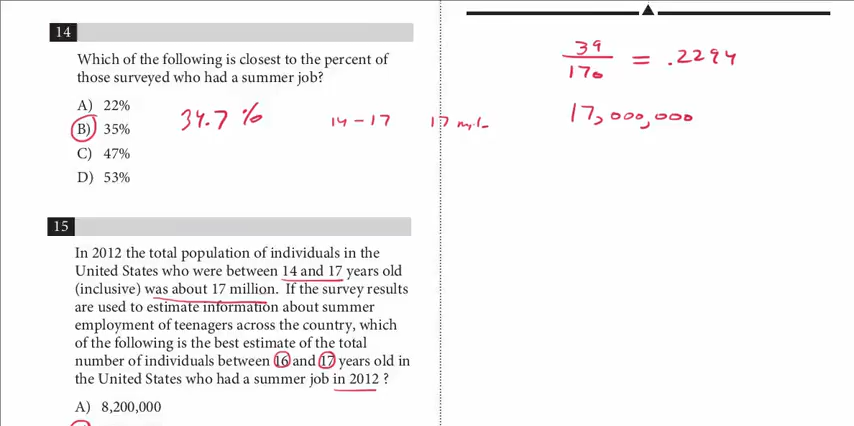 14
Which of the following is closest to the percent of
those surveyed who had a summer job?
A) 22%
B) 35%
C) 47%
D) 53%
34.7 %
14 - 17 17 mil
15
In 2012 the total population of individuals in the
United States who were between 14 and 17 years old
(inclusive) was about 17 million. If the survey results
are used to estimate information about summer
employment of teenagers across the country, which
of the following is the best estimate of the total
number of individuals between 16 and 17 years old in
the United States who had a summer job in 2012 ?
A) 8,200,000
39
170
= .2294
17,000,000